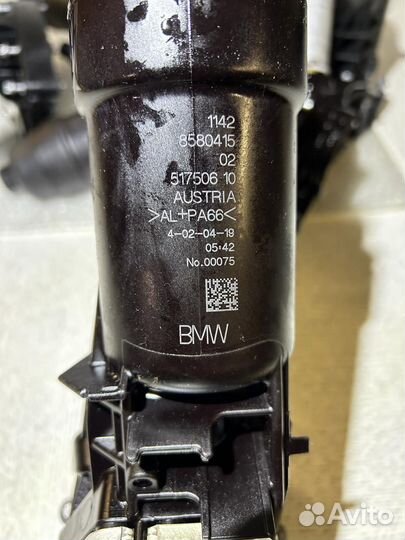 1142
8580415
02
517506 10
AUSTRIA
>AL+PA66<
4-02-04-19
05:42
No.00075
BMW
Avito